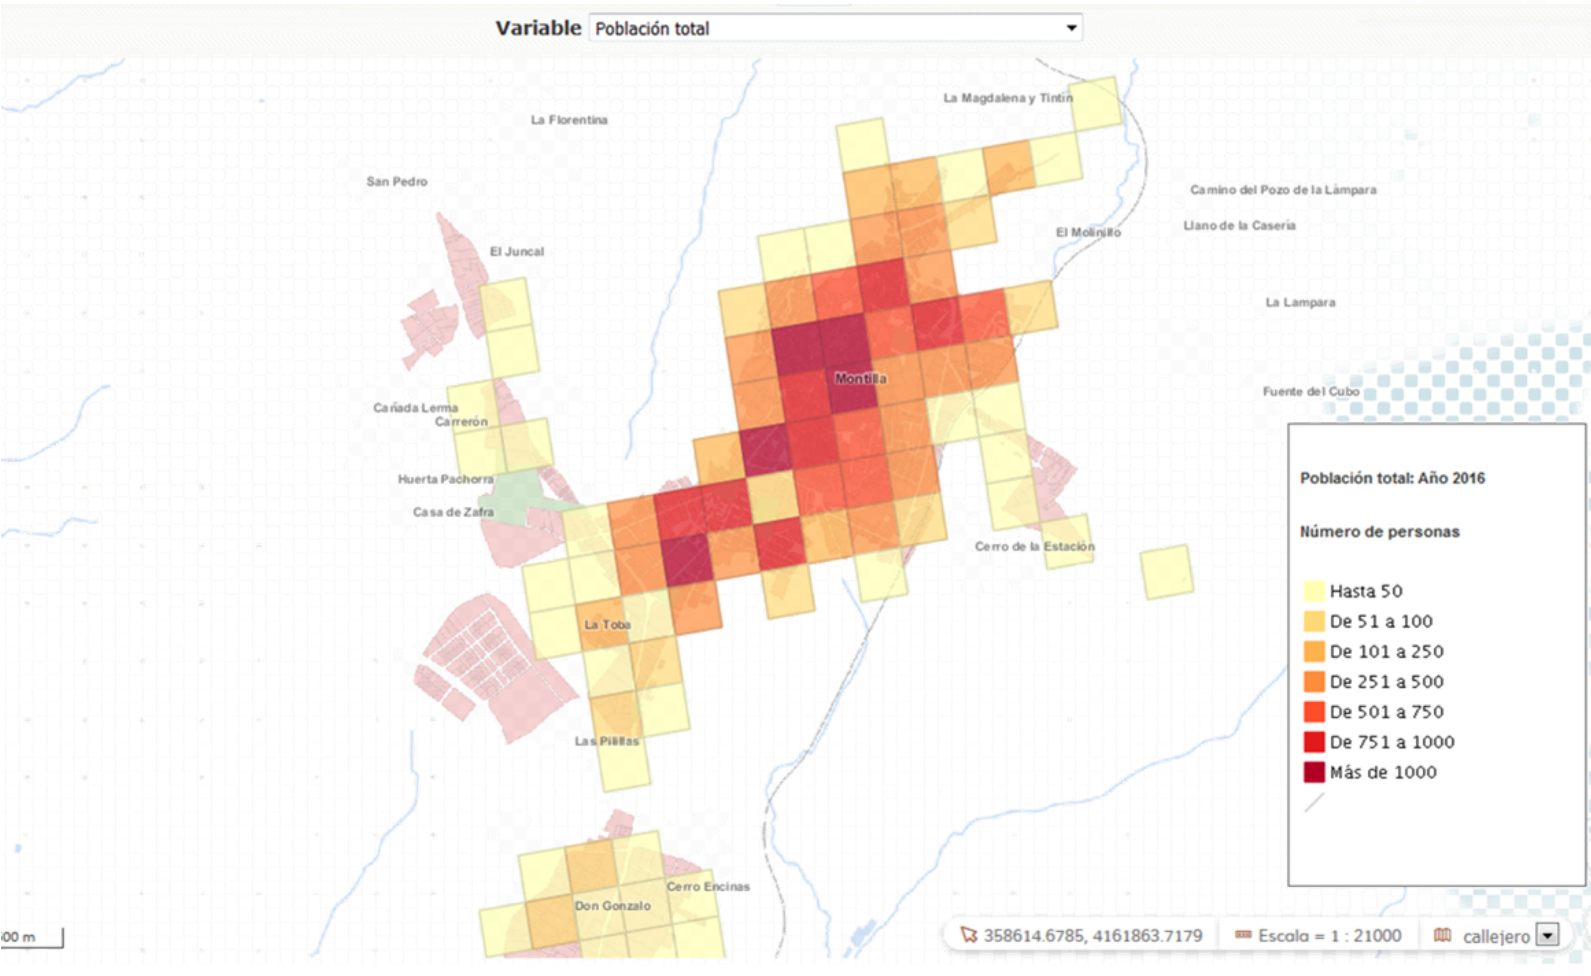 Variable Población total
La Magdalena y Tintín
La Florentina
San Pedro
Camino del Pozo de la Lámpara
Llano de la Casería
El Molinillo
El Juncal
La Lampara
Montilla
Fuente del Cubo
Cañada Lerma
Carrerón
Huerta Pachorra
Casa de Zafra
Cerro de la Estación
La Toba
Las Pilillas
Cerro Encinas
Don Gonzalo
Población total: Año 2016
Número de personas
Hasta 50
De 51 a 100
De 101 a 250
De 251 a 500
De 501 a 750
De 751 a 1000
Más de 1000
00 m
358614.6785, 4161863.7179 Escala = 1 : 21000 callejero